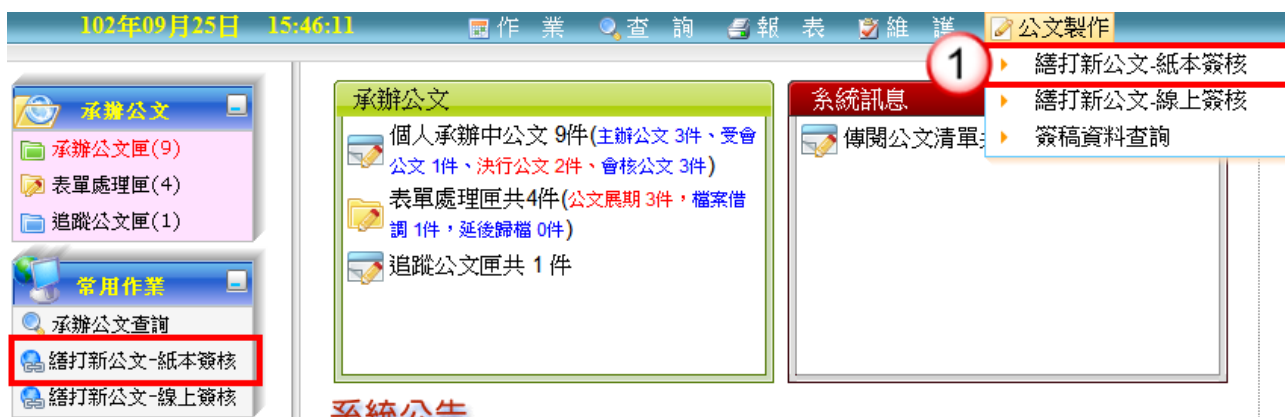 102年09月25日 15:46:11 作 業 查 詢 報 表 維 護 公文製作
1
繕打新公文-紙本簽核
繕打新公文-線上簽核
簽稿資料查詢
承辦公文
承辦公文匣(9)
表單處理匣(4)
追蹤公文匣(1)
常用作業
承辦公文查詢
繕打新公文-紙本簽核
繕打新公文-線上簽核
承辦公文
個人承辦中公文 9件(主辦公文 3件、受會
公文 1件、決行公文 2件、會核公文 3件)
表單處理匣共4件(公文展期 3件，檔案借
調 1件，延後歸檔 0件)
追蹤公文匣共 1 件
系統訊息
傳閱公文清單
系統公告